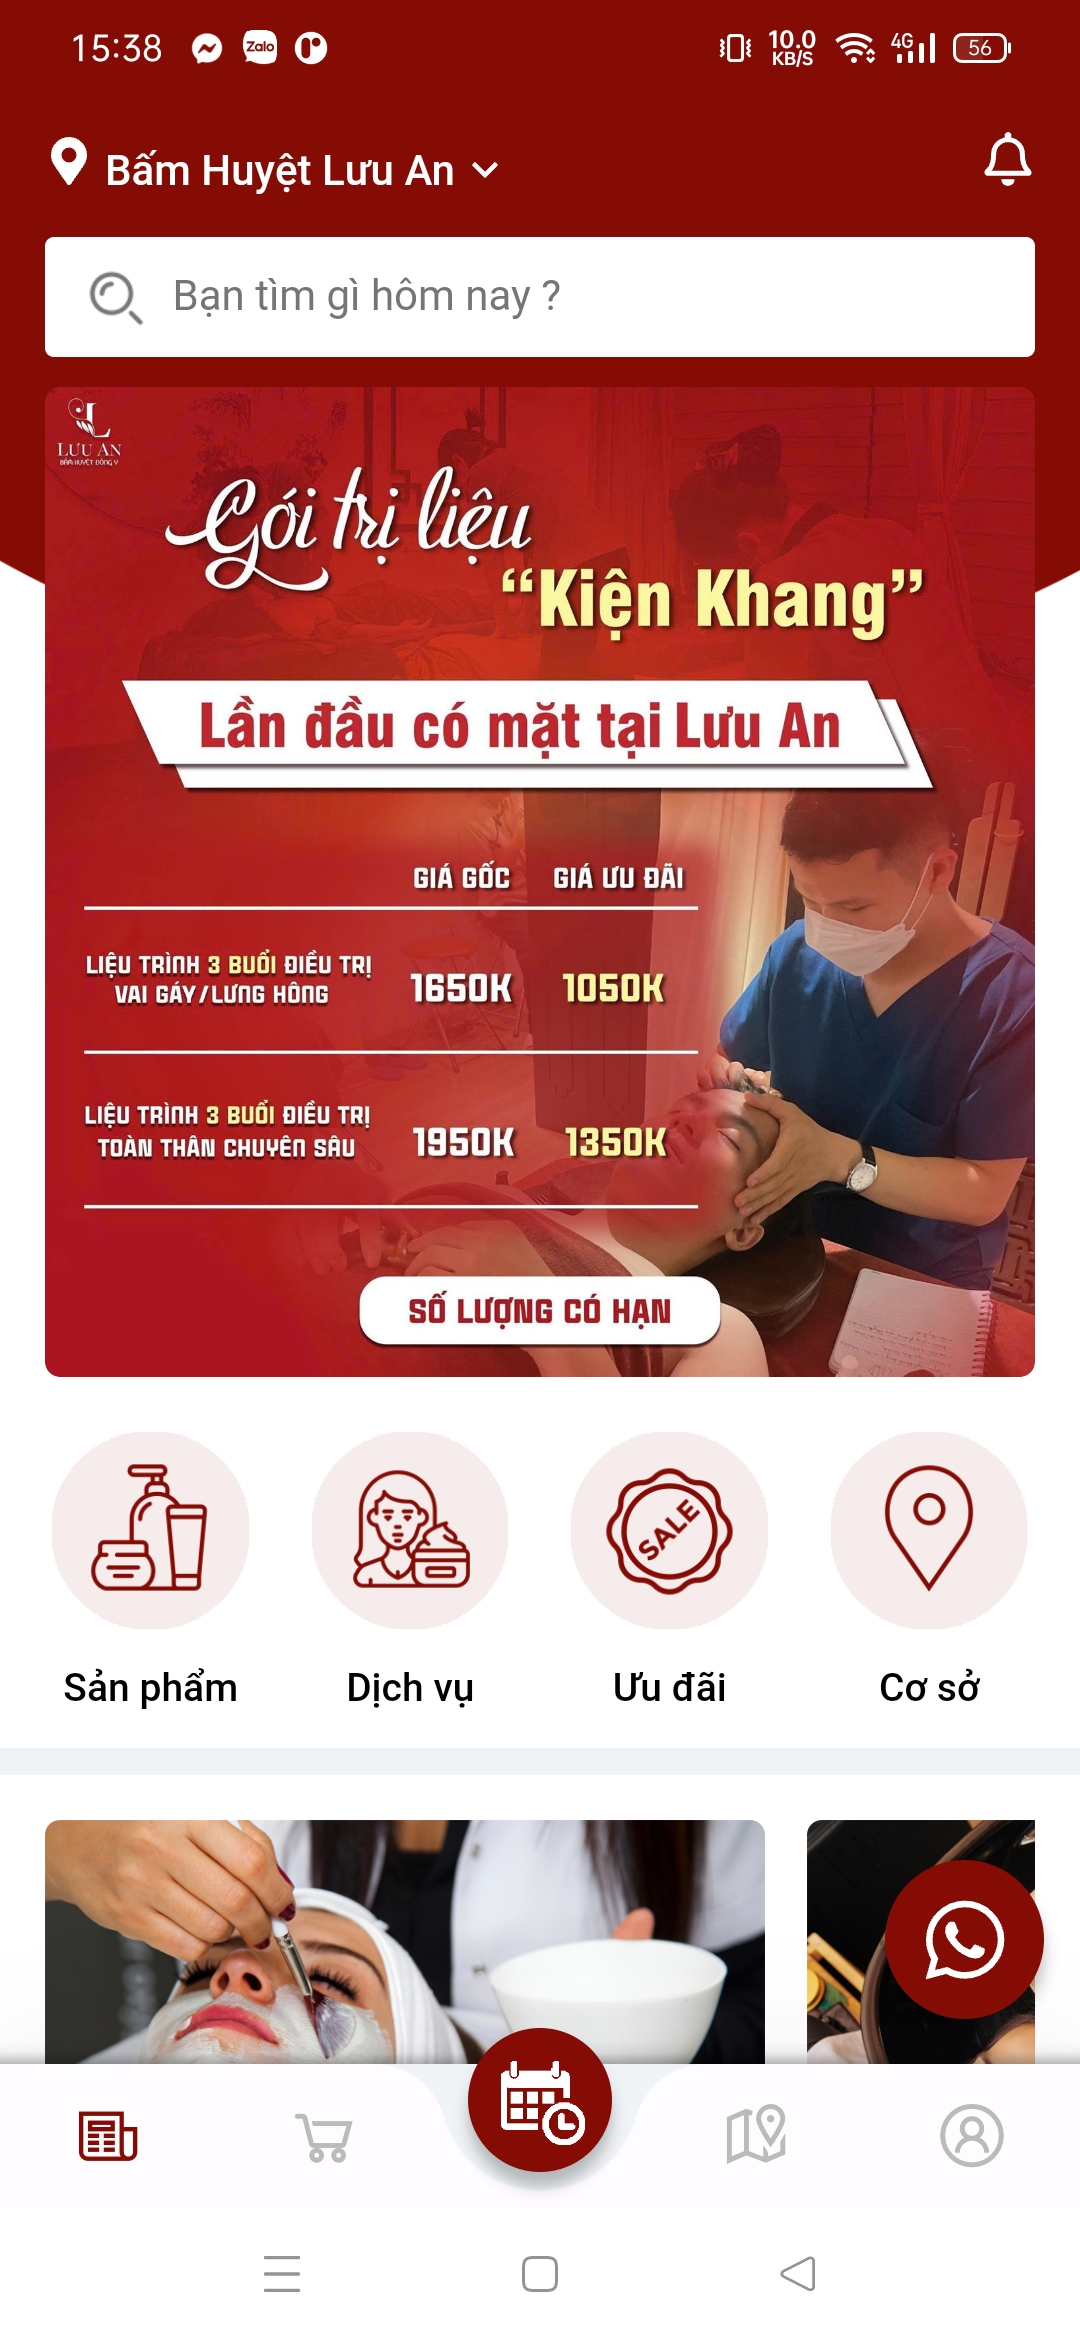 15:38
Zalo
10.0
KB/S
4G
56
Bấm Huyệt Lưu An
Bạn tìm gì hôm nay ?
LƯU AN
BẤM HUYỆT ĐÔNG Y
Gói trị liệu
“Kiện Khang”
Lần đầu có mặt tại Lưu An
GIÁ GỐC GIÁ ƯU ĐÃI
LIỆU TRÌNH 3 BUỔI ĐIỀU TRỊ
VAI GÁY/LƯNG HÔNG
1650K 1050K
LIỆU TRÌNH 3 BUỔI ĐIỀU TRỊ
TOÀN THÂN CHUYÊN SÂU
1950K 1350K
SỐ LƯỢNG CÓ HẠN
SALE
Sản phẩm Dịch vụ Ưu đãi Cơ sở